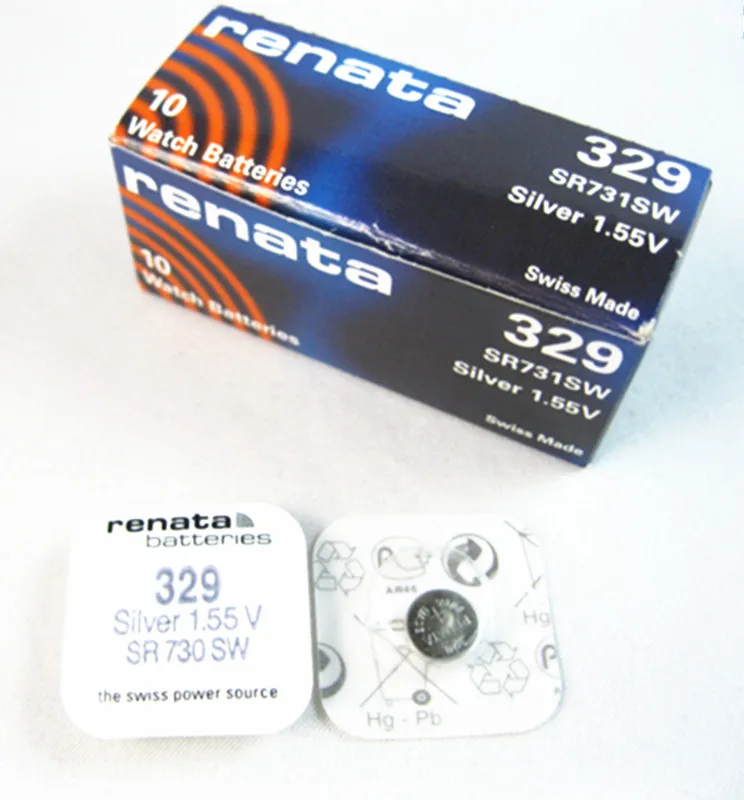 renata
10
Watch Batteries
329
SR731SW
Silver 1.55V
Swiss Made
renata
10
Watch Batteries
329
SR731SW
Silver 1.55V
Swiss Made
renata
batteries
329
Silver 1.55 V
SR 730 SW
the swiss power source
Hg
Hg - Pb